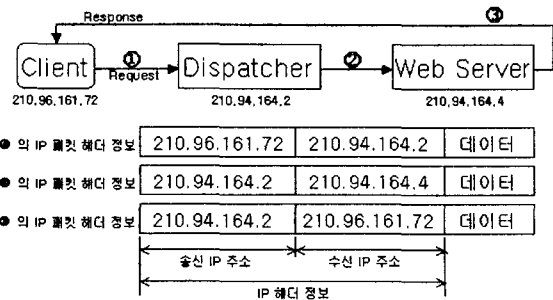 Response
③
Client
①
Request
Dispatcher
②
Web Server
210.96.161.72
210.94.164.2
210.94.164.4
의 IP 패킷 헤더 정보 210.96.161.72 210.94.164.2 데이터
의 IP 패킷 헤더 정보 210.94.164.2 210.94.164.4 데이터
의 IP 패킷 헤더 정보 210.94.164.2 210.96.161.72 데이터
송신 IP 주소 수신 IP 주소
IP 헤더 정보